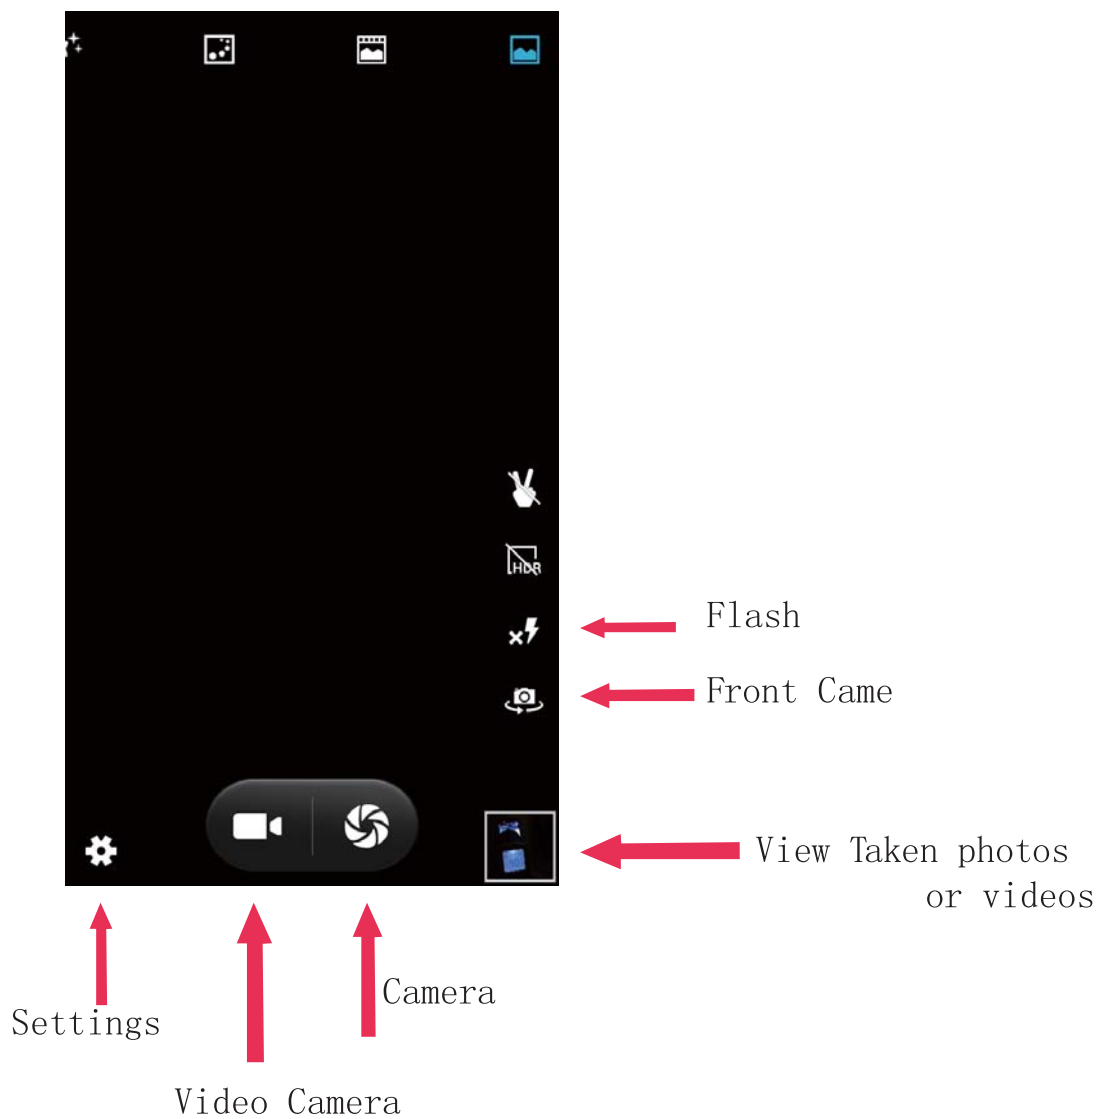 HDR
Flash
Front Came
View Taken photos
or videos
Camera
Settings
Video Camera